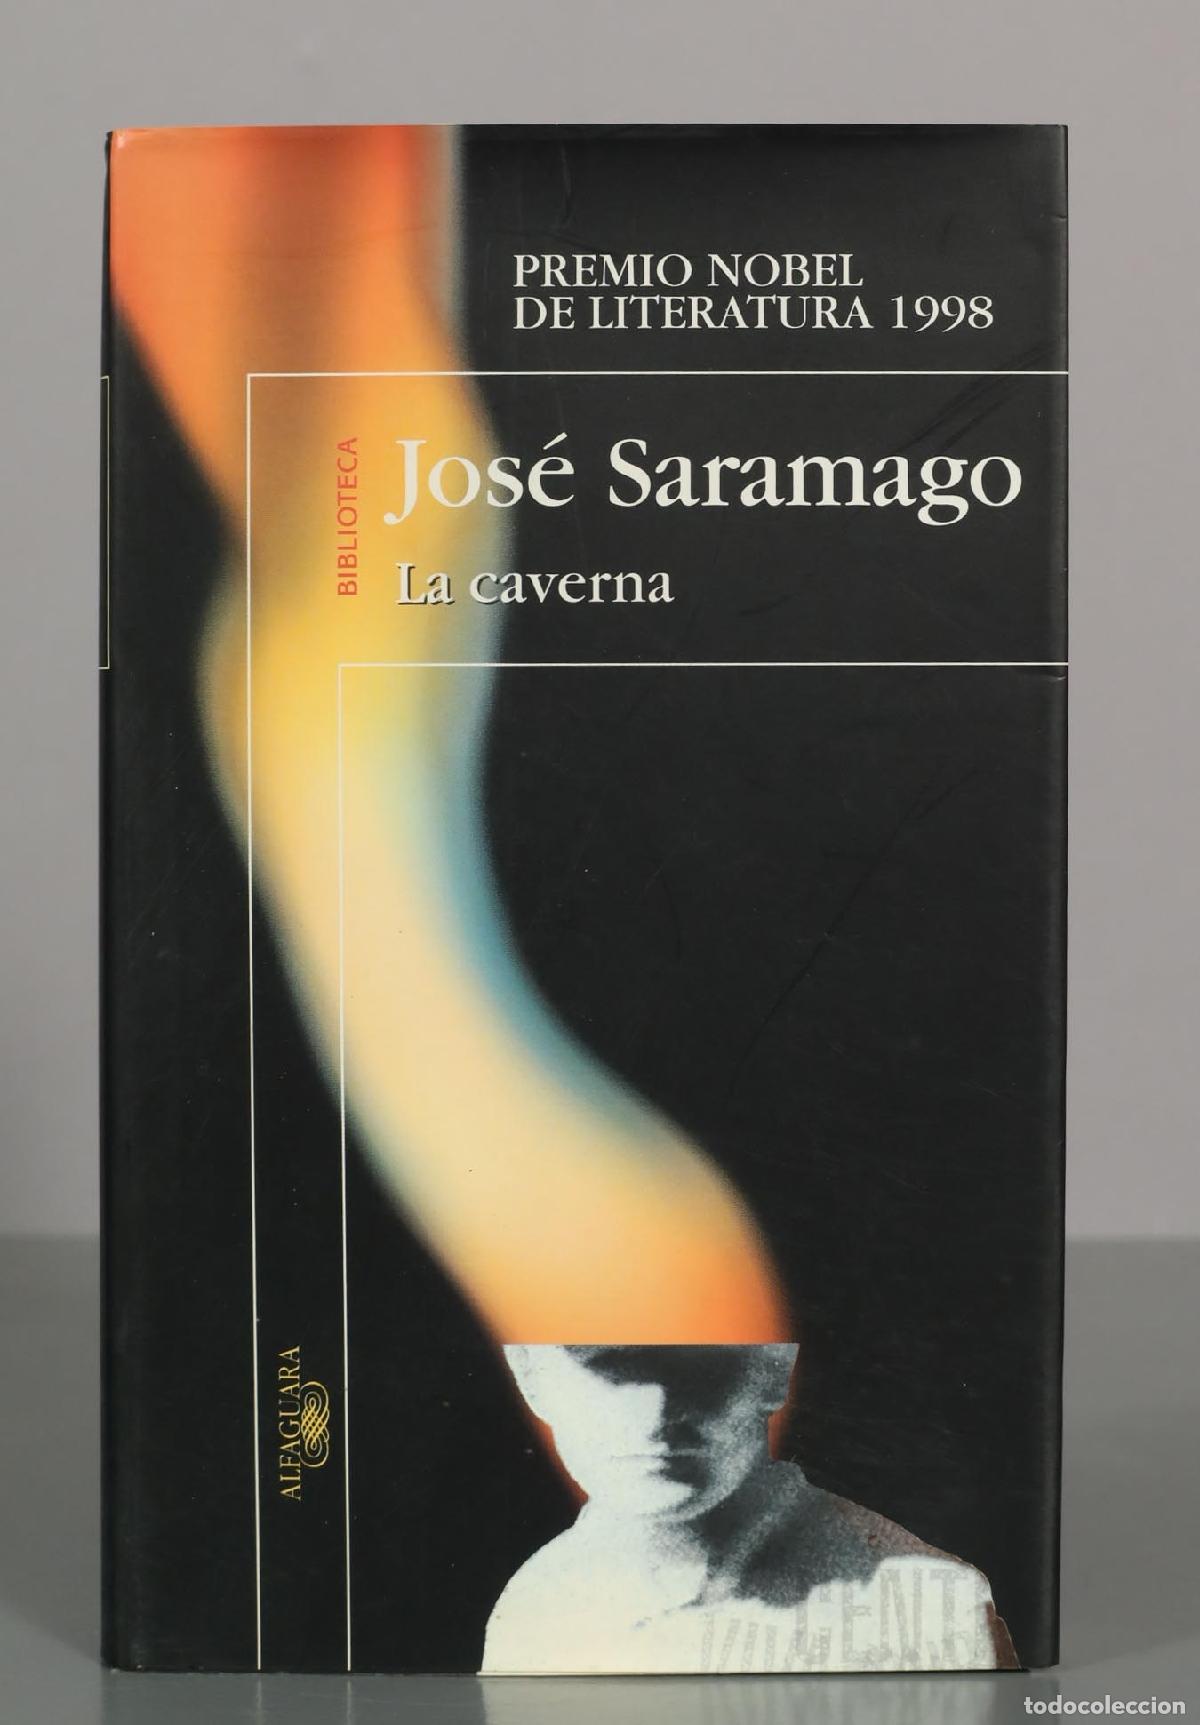 PREMIO NOBEL
DE LITERATURA 1998
BIBLIOTECA
José Saramago
La caverna
ALFAGUARA
todocoleccion